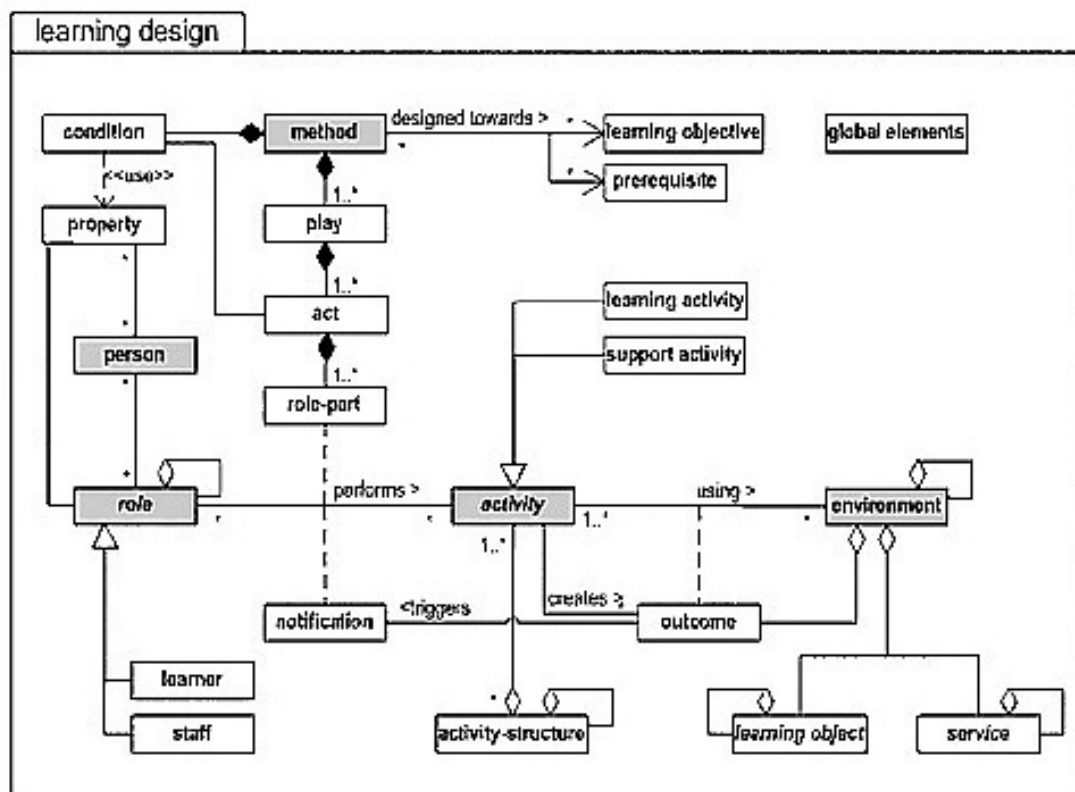 learning design
condition
method
designed towards >
*
learning objective
global elements
*
<<use>>
*
prerequisite
1..*
property
play
*
1..*
learning activity
act
*
person
support activity
*
1..*
role-part
*
role
performs >
activity
using >
environment
*
*
1..*
*
1..*
notification
<triggers
creates >
outcome
learner
*
staff
activity-structure
learning object
service